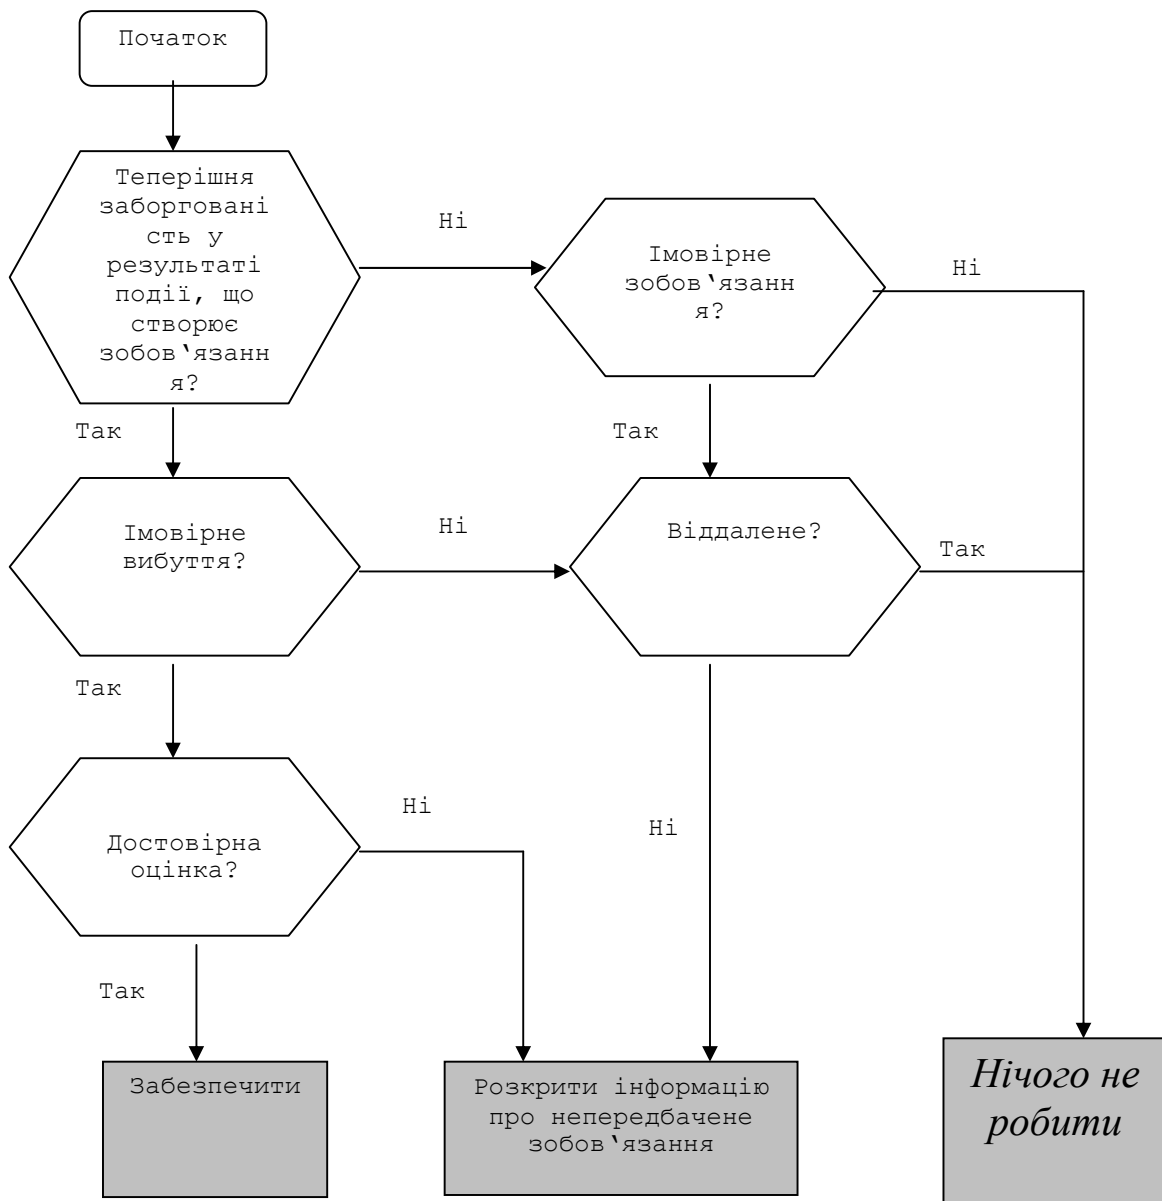 Початок
Теперішня
заборговані
сть у
результаті
події, що
створює
зобов‘язанн
я?
Ні
Імовірне
зобов‘язанн
я?
Ні
Так
Так
Імовірне
вибуття?
Ні
Віддалене?
Так
Так
Достовірна
оцінка?
Ні
Ні
Так
Забезпечити
Розкрити інформацію
про непередбачене
зобов‘язання
Нічого не
робити